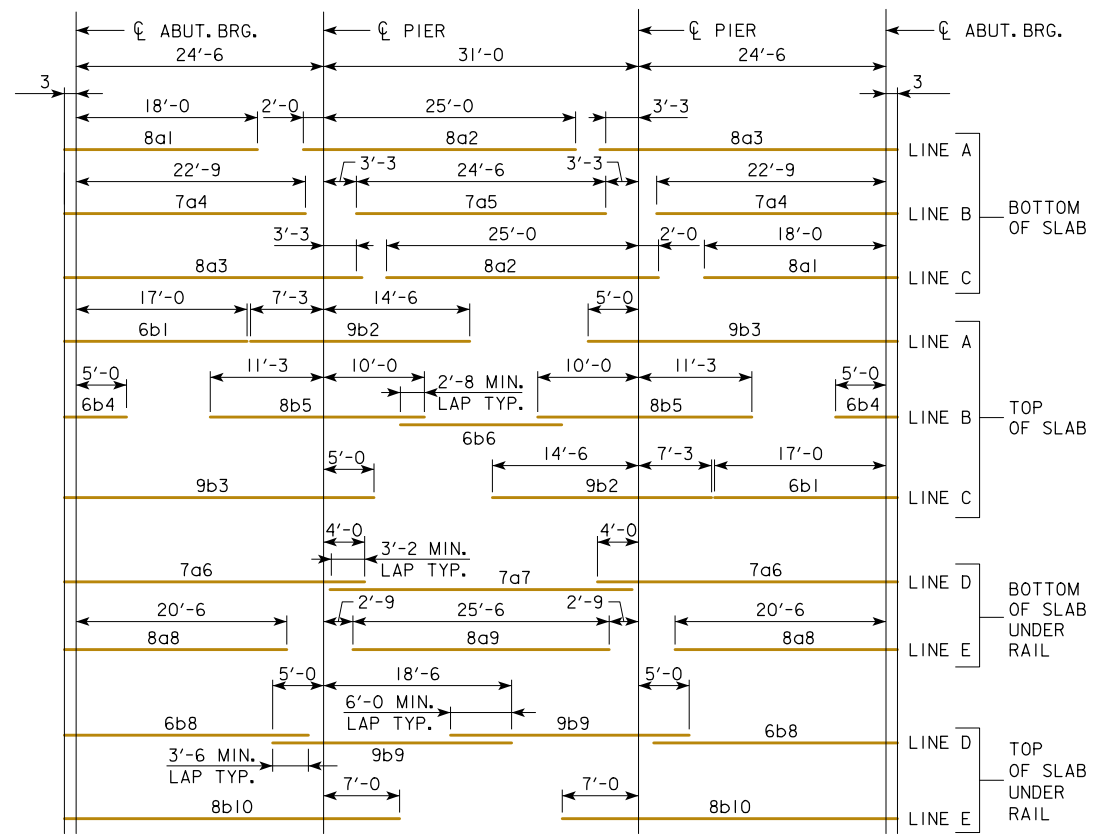 ℄ ABUT. BRG. ℄ PIER ℄ PIER ℄ ABUT. BRG.
24'-6 31'-0 24'-6
3 3
18'-0 2'-0 25'-0 3'-3
8a1 8a2 8a3 LINE A
3'-3 3'-3
22'-9 24'-6 22'-9
7a4 7a5 7a4 LINE B
BOTTOM
OF SLAB
3'-3 25'-0 2'-0 18'-0
8a3 8a2 8a1 LINE C
17'-0 7'-3 14'-6 5'-0
6b1 9b2 9b3 LINE A
5'-0 11'-3 10'-0 2'-8 MIN.
LAP TYP. 10'-0 11'-3 5'-0
6b4 8b5 8b5 6b4 LINE B
6b6
TOP
OF SLAB
5'-0 14'-6 7'-3 17'-0
9b3 9b2 6b1 LINE C
4'-0 4'-0
3'-2 MIN.
LAP TYP.
7a6 7a7 7a6 LINE D
BOTTOM
OF SLAB
UNDER
RAIL
20'-6 2'-9 25'-6 2'-9 20'-6
8a8 8a9 8a8 LINE E
5'-0 18'-6 5'-0
6'-0 MIN.
LAP TYP.
6b8 9b9
9b9 6b8 LINE D
3'-6 MIN.
LAP TYP.
TOP
OF SLAB
UNDER
RAIL
7'-0 7'-0
8b10 8b10 LINE E